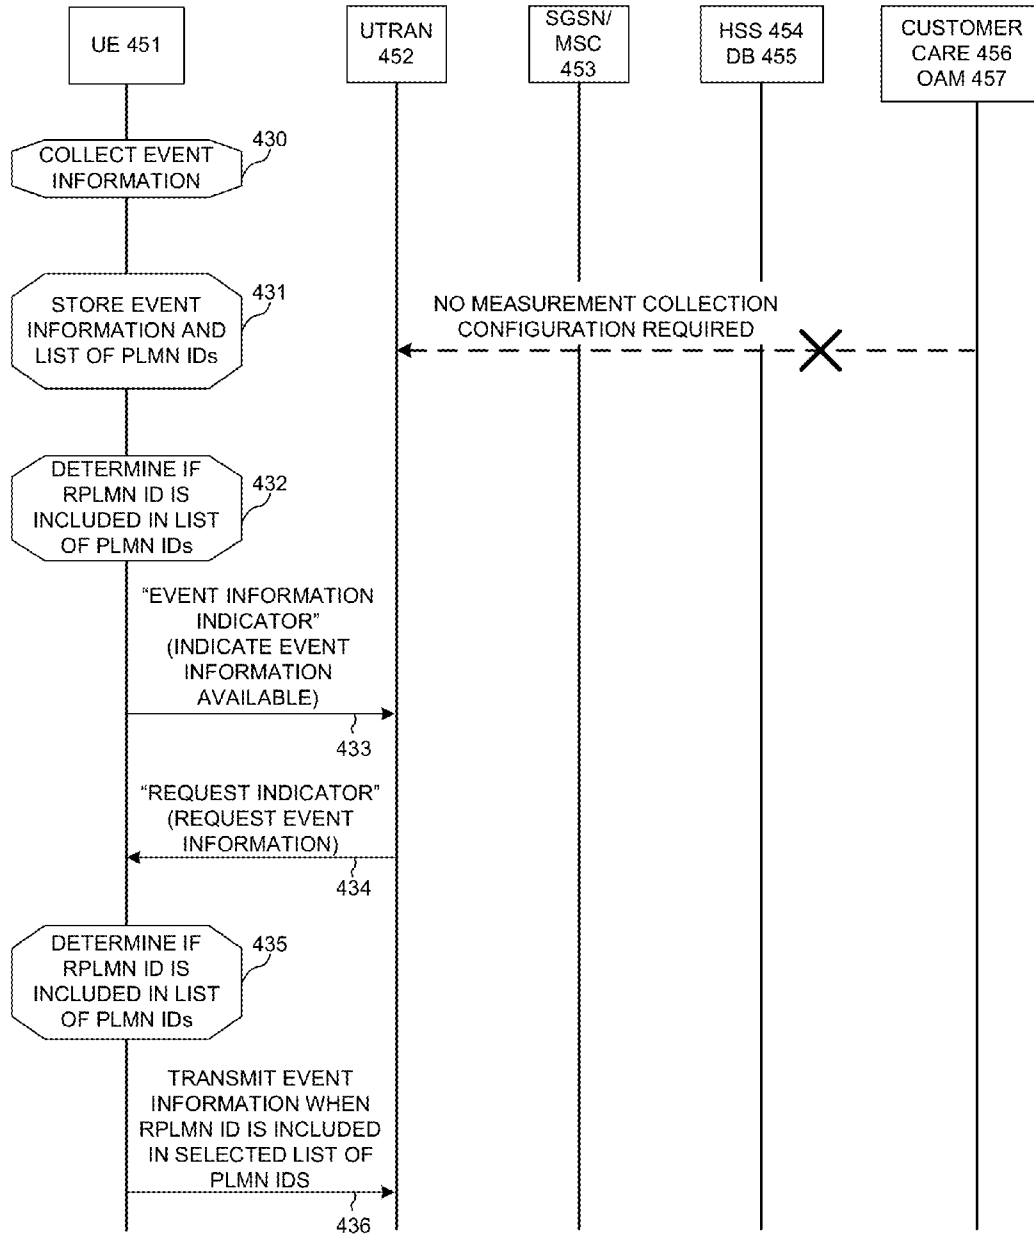 UE 451
UTRAN
452
SGSN/
MSC
453
HSS 454
DB 455
CUSTOMER
CARE 456
OAM 457
COLLECT EVENT
INFORMATION
430
STORE EVENT
INFORMATION AND
LIST OF PLMN IDs
431
NO MEASUREMENT COLLECTION
CONFIGURATION REQUIRED
DETERMINE IF
RPLMN ID IS
INCLUDED IN LIST
OF PLMN IDs
432
“EVENT INFORMATION
INDICATOR”
(INDICATE EVENT
INFORMATION
AVAILABLE)
433
“REQUEST INDICATOR”
(REQUEST EVENT
INFORMATION)
434
DETERMINE IF
RPLMN ID IS
INCLUDED IN LIST
OF PLMN IDs
435
TRANSMIT EVENT
INFORMATION WHEN
RPLMN ID IS INCLUDED
IN SELECTED LIST OF
PLMN IDS
436